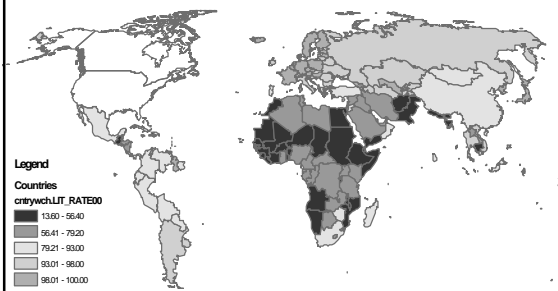 Legend
Countries
cntrywch.LIT_RATE00
13.60 - 56.40
56.41 - 79.20
79.21 - 93.00
93.01 - 98.00
98.01 - 100.00